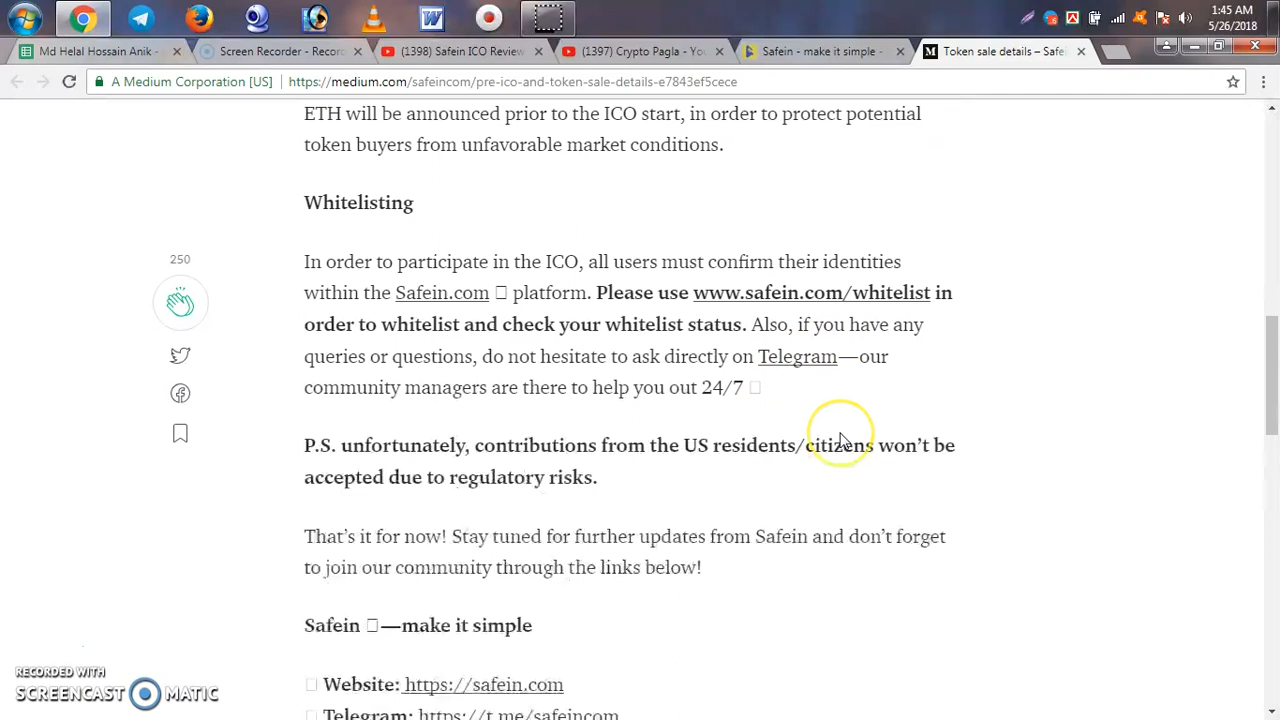 1:45 AM
5/26/2018
Md Helal Hossain Anik -
Screen Recorder - Record
(1398) Safein ICO Review
(1397) Crypto Pagla - You
Safein - make it simple -
Token sale details – Safe
A Medium Corporation [US]
https://medium.com/safeincom/pre-ico-and-token-sale-details-e7843ef5cece
ETH will be announced prior to the ICO start, in order to protect potential
token buyers from unfavorable market conditions.
Whitelisting
250
In order to participate in the ICO, all users must confirm their identities
within the Safein.com platform. Please use www.safein.com/whitelist in
order to whitelist and check your whitelist status. Also, if you have any
queries or questions, do not hesitate to ask directly on Telegram—our
community managers are there to help you out 24/7
P.S. unfortunately, contributions from the US residents/citizens won’t be
accepted due to regulatory risks.
That’s it for now! Stay tuned for further updates from Safein and don’t forget
to join our community through the links below!
Safein —make it simple
Website: https://safein.com
Telegram: https://t.me/safeincom
RECORDED WITH
SCREENCAST MATIC